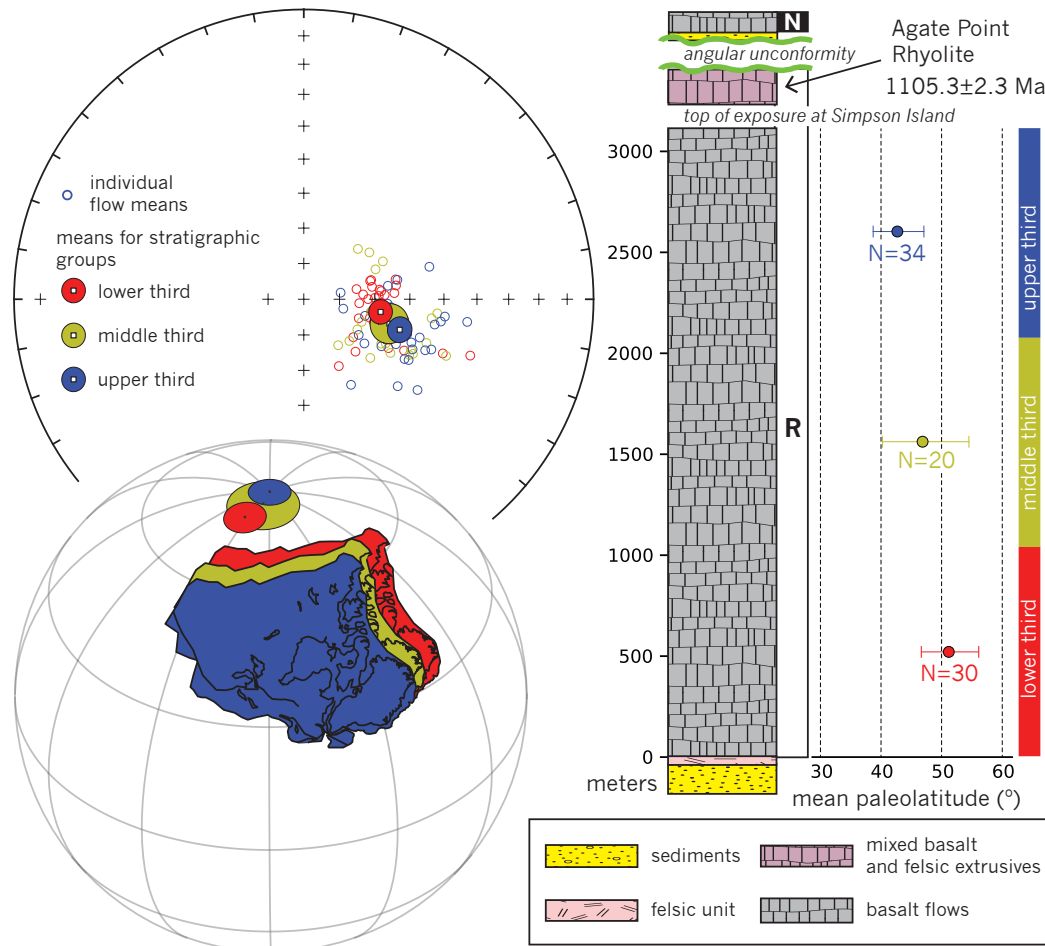 individual
flow means
means for stratigraphic
groups
lower third
middle third
upper third
N
angular unconformity
Agate Point
Rhyolite
1105.3±2.3 Ma
top of exposure at Simpson Island
3000
2500
2000
1500
1000
500
0
meters
R
N=34
N=20
N=30
upper third
middle third
lower third
30 40 50 60
mean paleolatitude (°)
sediments
mixed basalt
and felsic extrusives
felsic unit
basalt flows